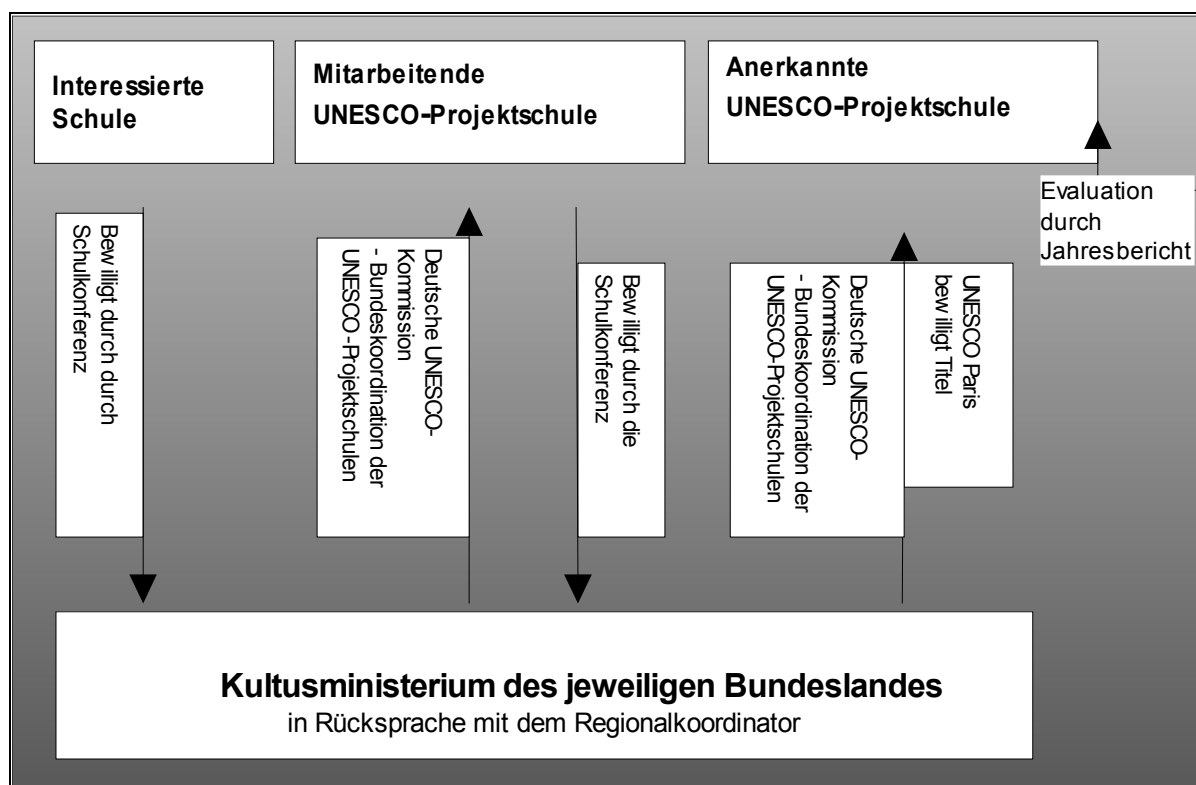 Interessierte
Schule
Mitarbeitende
UNESCO-Projektschule
Anerkannte
UNESCO-Projektschule
Evaluation
durch
Jahresbericht
Bewilligt durch durch
Schulkonferenz
Deutsche UNESCO-
Kommission
- Bundeskoordination der
UNESCO-Projektschulen
Bewilligt durch die
Schulkonferenz
Deutsche UNESCO-
Kommission
- Bundeskoordination der
UNESCO-Projektschulen
UNESCO Paris
bewilligt Titel
Kultusministerium des jeweiligen Bundeslandes
in Rücksprache mit dem Regionalkoordinator